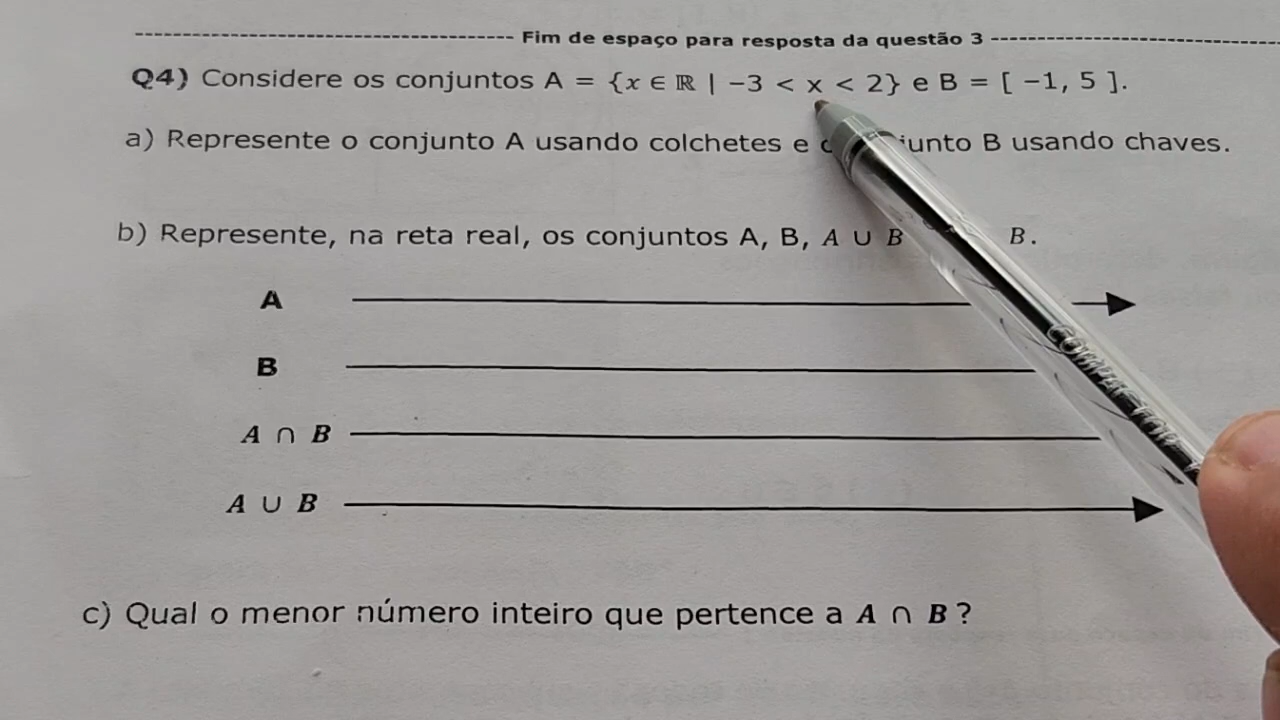 Fim de espaço para resposta da questão 3
Q4) Considere os conjuntos A = {x ∈ ℝ | −3 < x < 2} e B = [ −1, 5 ].
a) Represente o conjunto A usando colchetes e B usando chaves.
b) Represente, na reta real, os conjuntos A, B, A ∪ B B.
A
B
A ∩ B
A ∪ B
c) Qual o menor número inteiro que pertence a A ∩ B ?
COMPACTOR